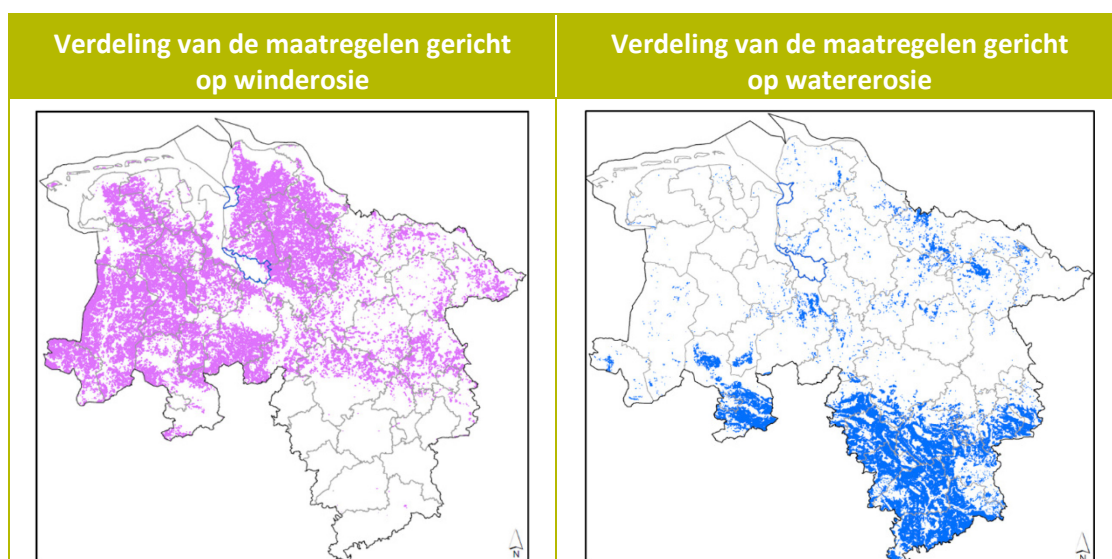 Verdeling van de maatregelen gericht
op winderosie
Verdeling van de maatregelen gericht
op watererosie
N
N